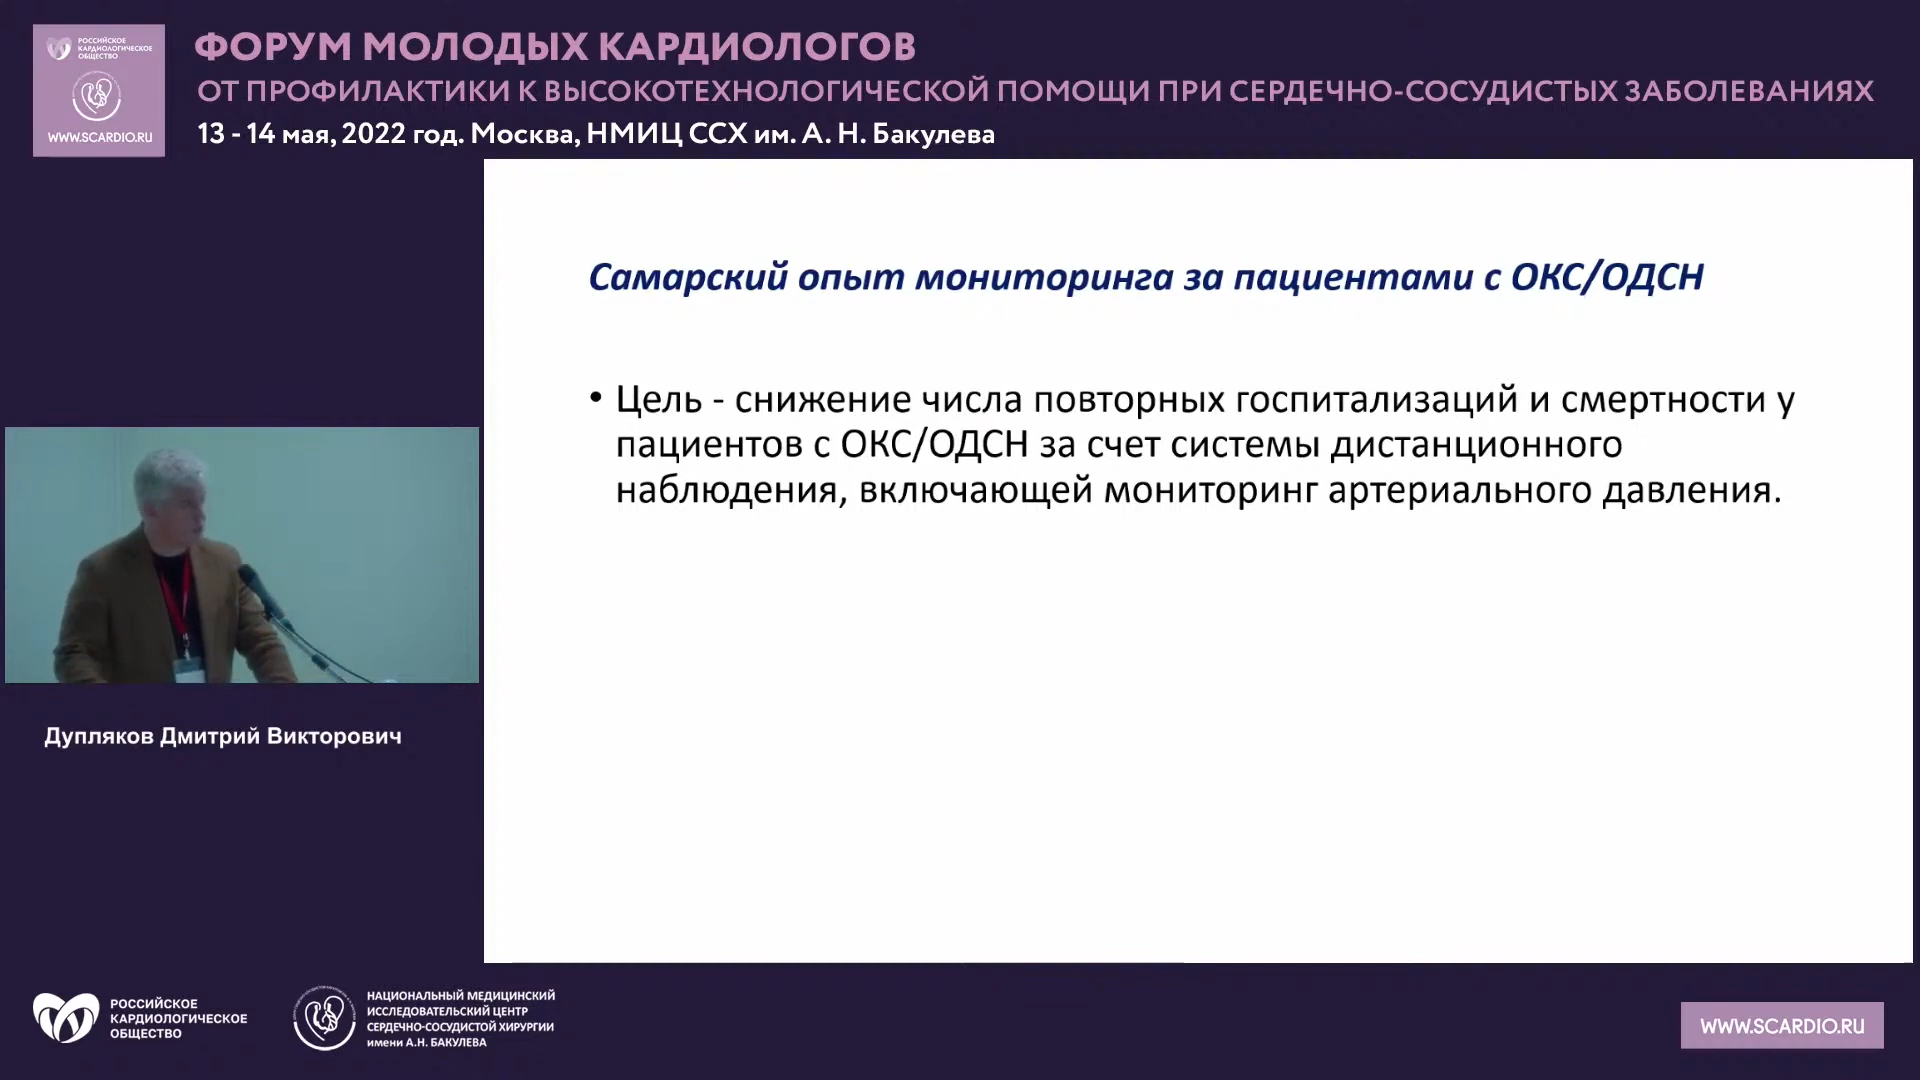 РОССИЙСКОЕ
КАРДИОЛОГИЧЕСКОЕ
ОБЩЕСТВО
WWW.SCARDIO.RU
ФОРУМ МОЛОДЫХ КАРДИОЛОГОВ
ОТ ПРОФИЛАКТИКИ К ВЫСОКОТЕХНОЛОГИЧЕСКОЙ ПОМОЩИ ПРИ СЕРДЕЧНО-СОСУДИСТЫХ ЗАБОЛЕВАНИЯХ
13 - 14 мая, 2022 год. Москва, НМИЦ ССХ им. А. Н. Бакулева
Самарский опыт мониторинга за пациентами с ОКС/ОДСН
• Цель - снижение числа повторных госпитализаций и смертности у
пациентов с ОКС/ОДСН за счет системы дистанционного
наблюдения, включающей мониторинг артериального давления.
Дупляков Дмитрий Викторович
РОССИЙСКОЕ
КАРДИОЛОГИЧЕСКОЕ
ОБЩЕСТВО
НАЦИОНАЛЬНЫЙ МЕДИЦИНСКИЙ
ИССЛЕДОВАТЕЛЬСКИЙ ЦЕНТР
СЕРДЕЧНО-СОСУДИСТОЙ ХИРУРГИИ
имени А.Н. БАКУЛЕВА
WWW.SCARDIO.RU